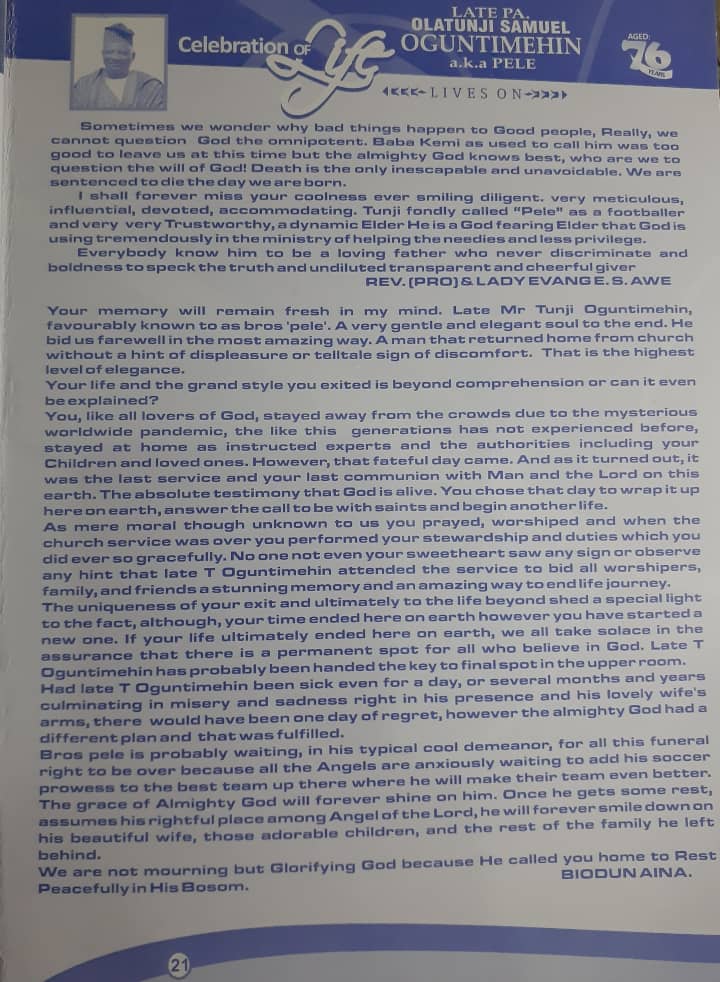 LATE PA.
OLATUNJI SAMUEL
OGUNTIMEHIN
a.k.a PELE
Celebration OF Life
LIVES ON
AGED:
76
YEARS
Sometimes we wonder why bad things happen to Good people, Really, we
cannot question God the omnipotent. Baba Kemi as used to call him was too
good to leave us at this time but the almighty God knows best, who are we to
question the will of God! Death is the only inescapable and unavoidable. We are
sentenced to die the day we are born.
I shall forever miss your coolness ever smiling diligent. very meticulous,
influential, devoted, accommodating. Tunji fondly called "Pele" as a footballer
and very very Trustworthy, a dynamic Elder He is a God fearing Elder that God is
using tremendously in the ministry of helping the needies and less privilege.
Everybody know him to be a loving father who never discriminate and
boldness to speck the truth and undiluted transparent and cheerful giver
REV. (PRO) & LADY EVANG E. S. AWE
Your memory will remain fresh in my mind. Late Mr Tunji Oguntimehin,
favourably known to as bros 'pele'. A very gentle and elegant soul to the end. He
bid us farewell in the most amazing way. A man that returned home from church
without a hint of displeasure or telltale sign of discomfort. That is the highest
level of elegance.
Your life and the grand style you exited is beyond comprehension or can it even
be explained?
You, like all lovers of God, stayed away from the crowds due to the mysterious
worldwide pandemic, the like this generations has not experienced before,
stayed at home as instructed experts and the authorities including your
Children and loved ones. However, that fateful day came. And as it turned out, it
was the last service and your last communion with Man and the Lord on this
earth. The absolute testimony that God is alive. You chose that day to wrap it up
here on earth, answer the call to be with saints and begin another life.
As mere moral though unknown to us you prayed, worshiped and when the
church service was over you performed your stewardship and duties which you
did ever so gracefully. No one not even your sweetheart saw any sign or observe
any hint that late T Oguntimehin attended the service to bid all worshipers,
family, and friends a stunning memory and an amazing way to end life journey.
The uniqueness of your exit and ultimately to the life beyond shed a special light
to the fact, although, your time ended here on earth however you have started a
new one. If your life ultimately ended here on earth, we all take solace in the
assurance that there is a permanent spot for all who believe in God. Late T
Oguntimehin has probably been handed the key to final spot in the upper room.
Had late T Oguntimehin been sick even for a day, or several months and years
culminating in misery and sadness right in his presence and his lovely wife's
arms, there would have been one day of regret, however the almighty God had a
different plan and that was fulfilled.
Bros pele is probably waiting, in his typical cool demeanor, for all this funeral
right to be over because all the Angels are anxiously waiting to add his soccer
prowess to the best team up there where he will make their team even better.
The grace of Almighty God will forever shine on him. Once he gets some rest,
assumes his rightful place among Angel of the Lord, he will forever smile down on
his beautiful wife, those adorable children, and the rest of the family he left
behind.
We are not mourning but Glorifying God because He called you home to Rest
Peacefully in His Bosom.
BIODUN AINA.
21